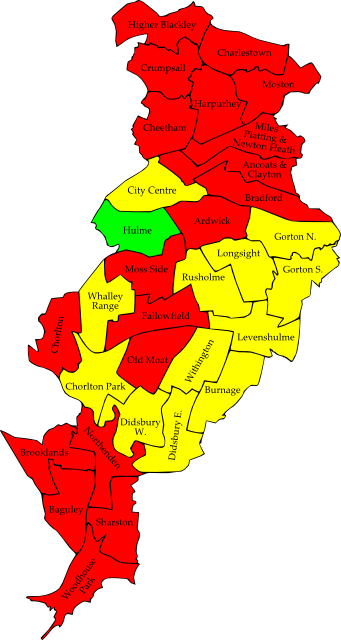 Higher Blackley
Charlestown
Crumpsall
Moston
Harpurhey
Cheetham
Miles
Platting &
Newton Heath
Ancoats &
Clayton
City Centre
Bradford
Ardwick
Hulme
Gorton N.
Longsight
Moss Side
Rusholme
Gorton S.
Whalley
Range
Fallowfield
Chorlton
Levenshulme
Withington
Old Moat
Chorlton Park
Burnage
Didsbury
W.
Didsbury E.
Northenden
Brooklands
Baguley
Sharston
Woodhouse
Park